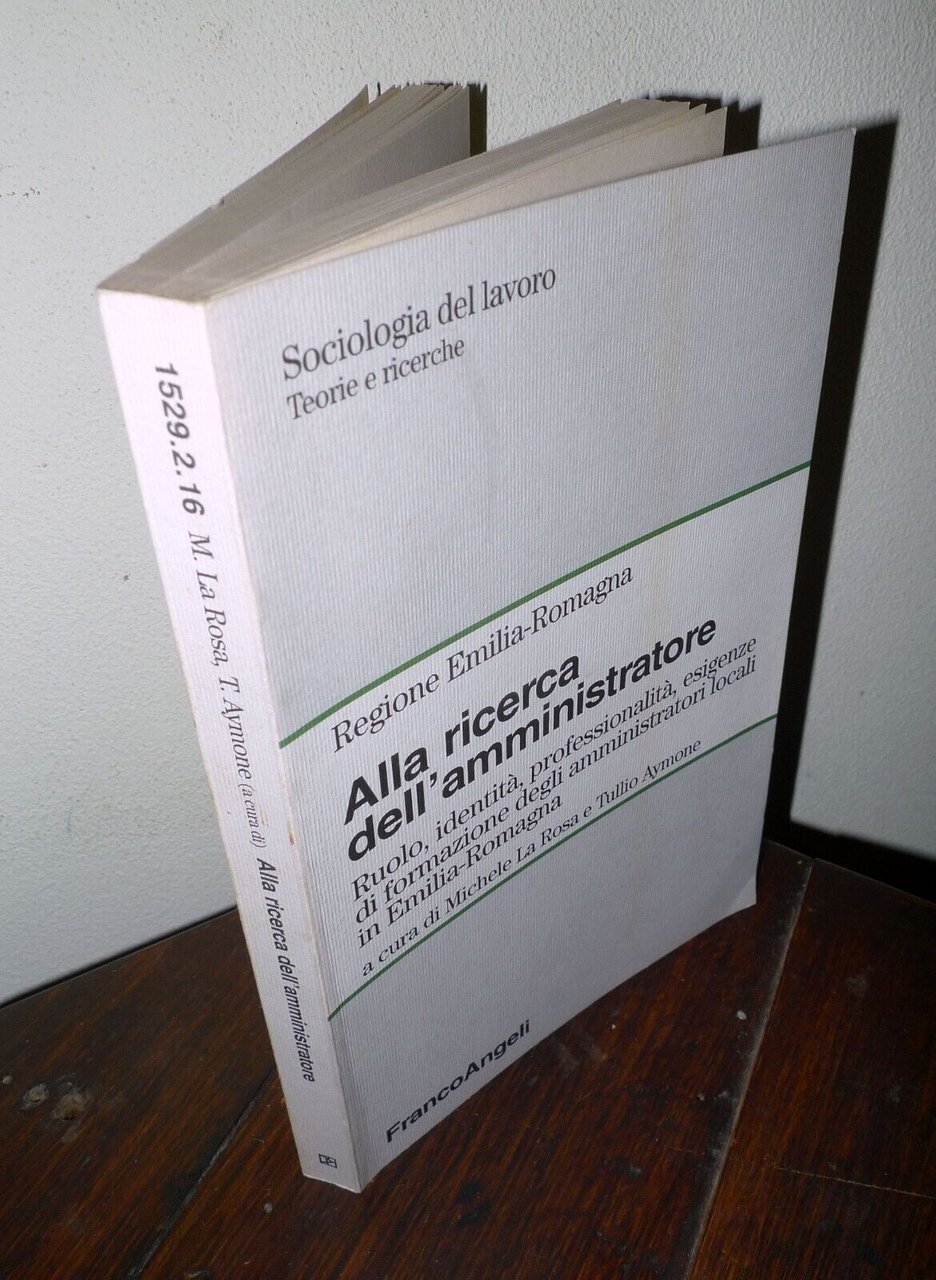 Sociologia del lavoro
Teorie e ricerche
Regione Emilia-Romagna
Alla ricerca
dell'amministratore
Ruolo, identità, professionalità, esigenze
di formazione degli amministratori locali
in Emilia-Romagna
a cura di Michele La Rosa e Tullio Aymone
FrancoAngeli
1529.2.16 M. La Rosa, T. Aymone (a cura di) Alla ricerca dell'amministratore